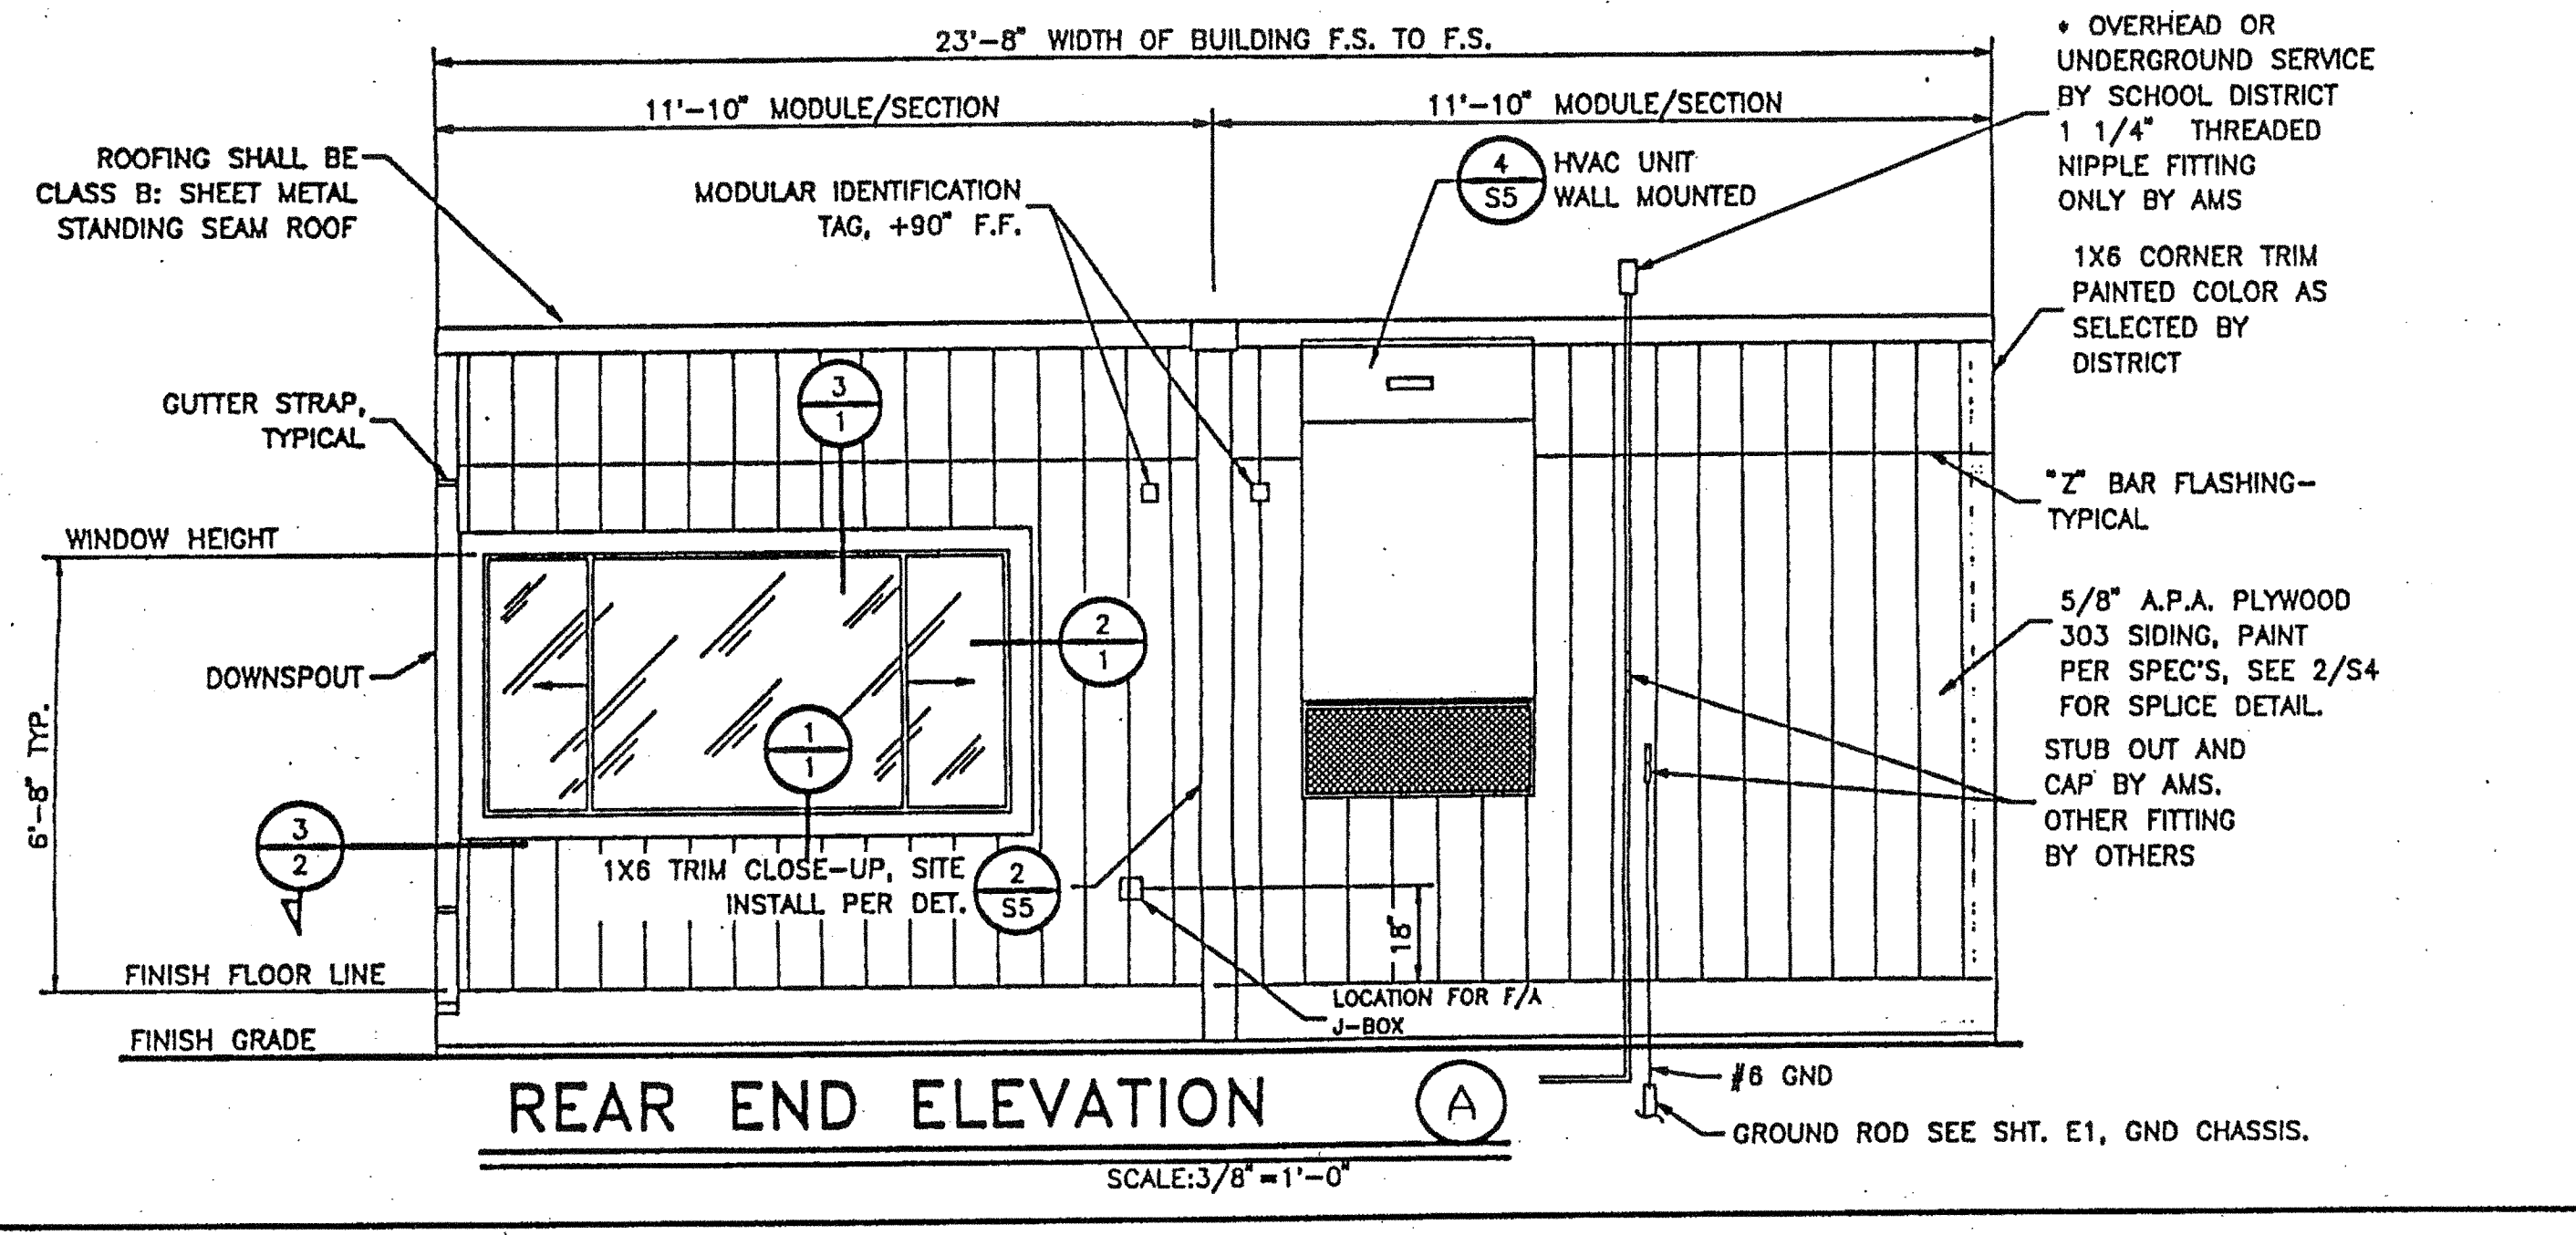 23'-8" WIDTH OF BUILDING F.S. TO F.S.
11'-10" MODULE/SECTION
11'-10" MODULE/SECTION
* OVERHEAD OR
UNDERGROUND SERVICE
BY SCHOOL DISTRICT
1 1/4" THREADED
NIPPLE FITTING
ONLY BY AMS
ROOFING SHALL BE
CLASS B: SHEET METAL
STANDING SEAM ROOF
MODULAR IDENTIFICATION
TAG, +90" F.F.
4
S5
HVAC UNIT
WALL MOUNTED
1X6 CORNER TRIM
PAINTED COLOR AS
SELECTED BY
DISTRICT
GUTTER STRAP,
TYPICAL
3
1
"Z" BAR FLASHING-
TYPICAL
WINDOW HEIGHT
5/8" A.P.A. PLYWOOD
303 SIDING, PAINT
PER SPEC'S, SEE 2/S4
FOR SPLICE DETAIL.
DOWNSPOUT
2
1
1
1
6'-8" TYP.
STUB OUT AND
CAP BY AMS.
OTHER FITTING
BY OTHERS
3
2
1X6 TRIM CLOSE-UP, SITE
INSTALL PER DET.
2
S5
18"
FINISH FLOOR LINE
LOCATION FOR F/A
J-BOX
FINISH GRADE
REAR END ELEVATION
A
#6 GND
GROUND ROD SEE SHT. E1, GND CHASSIS.
SCALE:3/8"=1'-0"